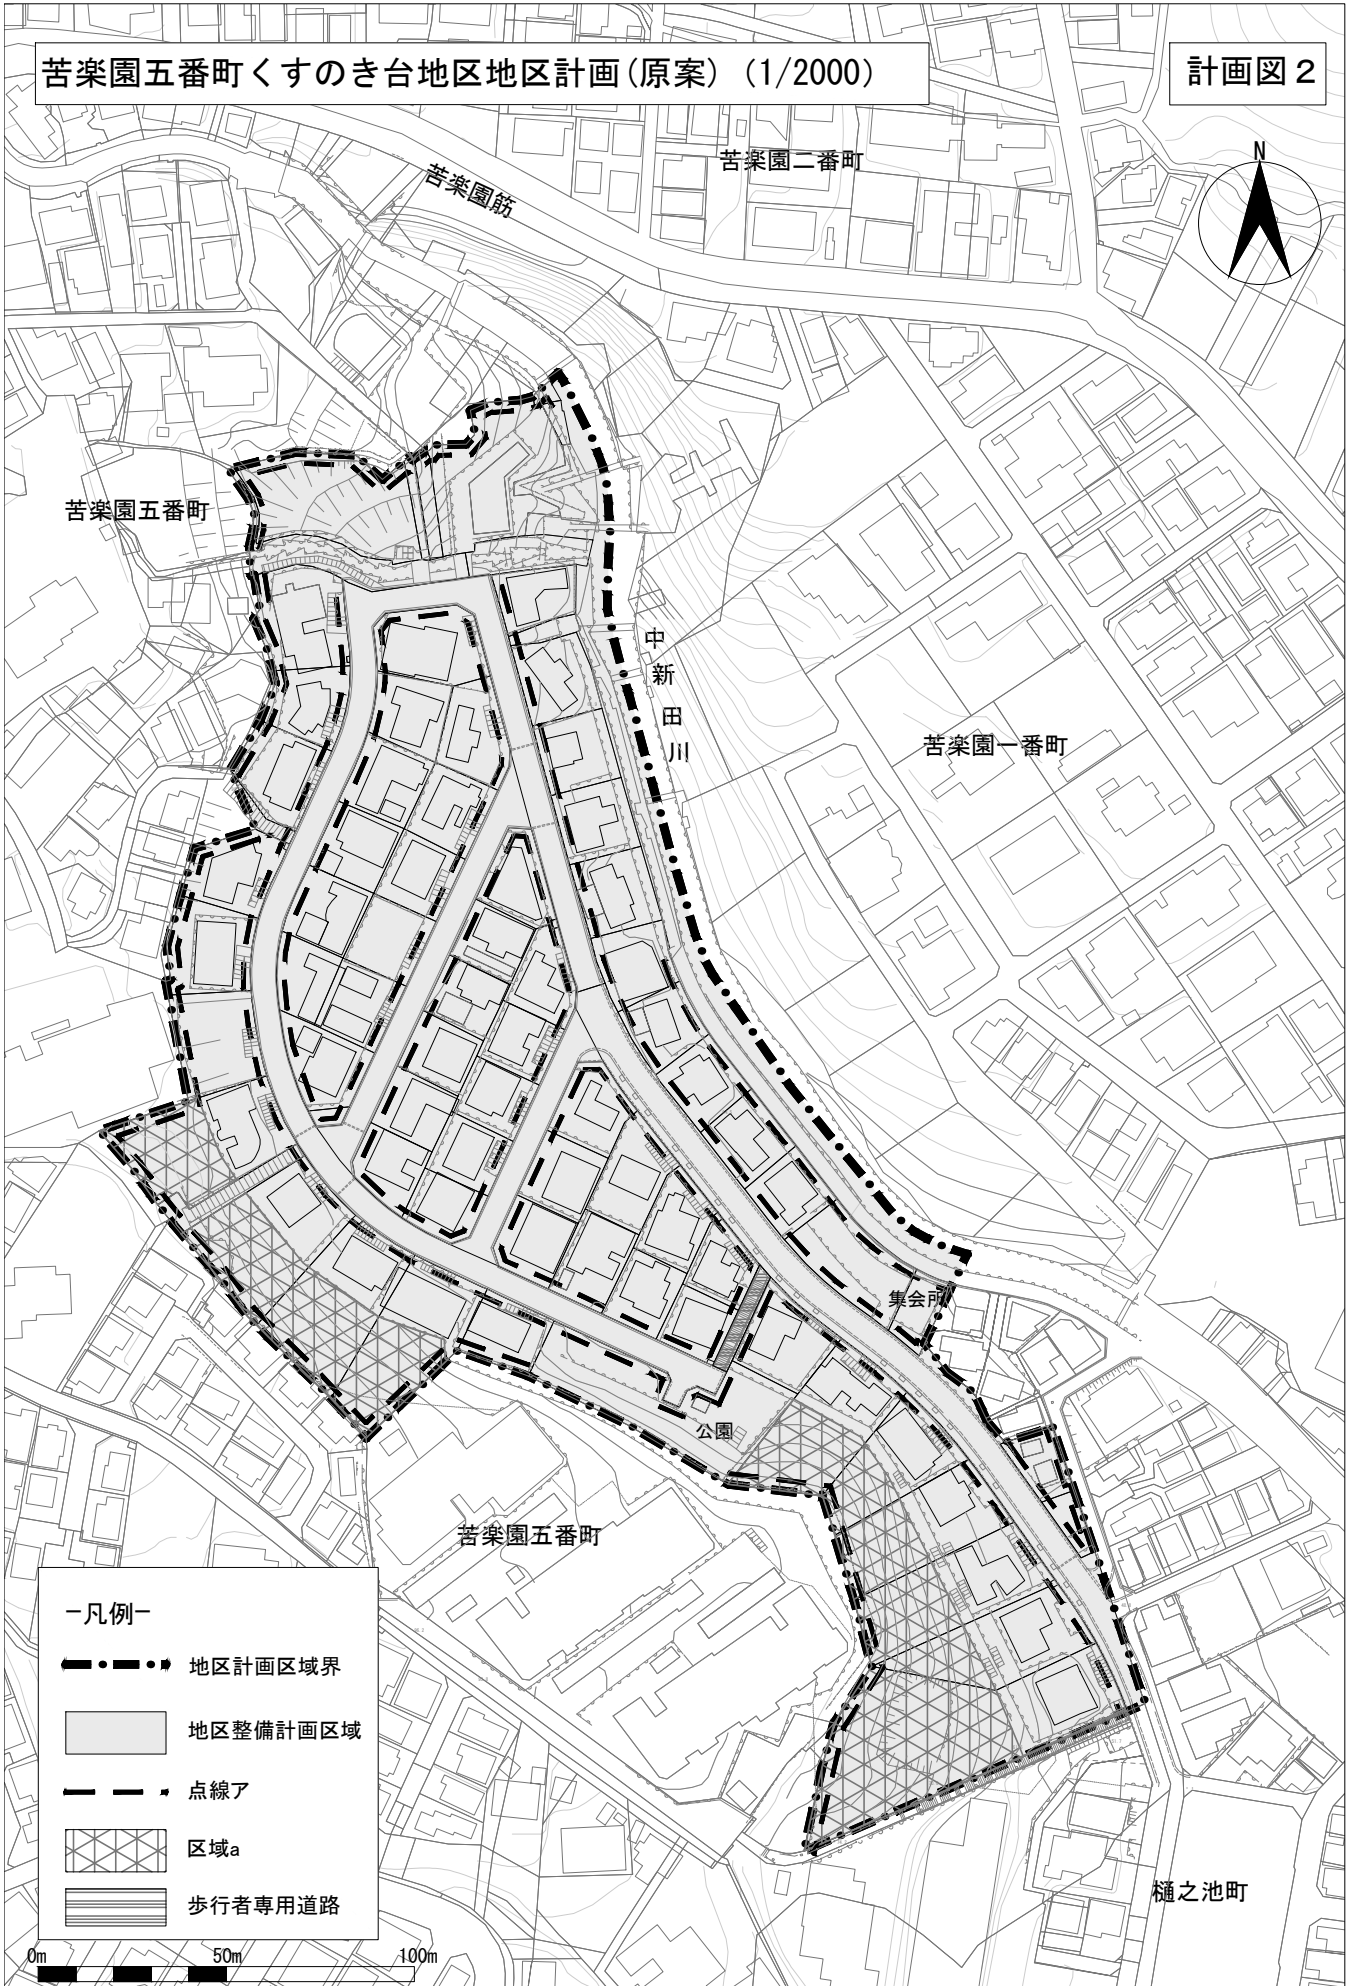 苦楽園五番町くすのき台地区地区計画(原案) (1/2000)
計画図２
N
苦楽園二番町
苦楽園筋
苦楽園五番町
中新田川
苦楽園一番町
集会所
公園
苦楽園五番町
樋之池町
−凡例−
地区計画区域界
地区整備計画区域
点線ア
区域a
歩行者専用道路
0m 50m 100m